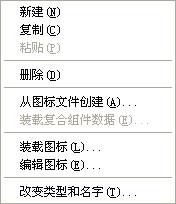 新建(N)
复制(C)
粘贴(P)
删除(D)
从图标文件创建(A)...
装载复合组件数据(E)...
装载图标(L)...
编辑图标(E)...
改变类型和名字(T)...